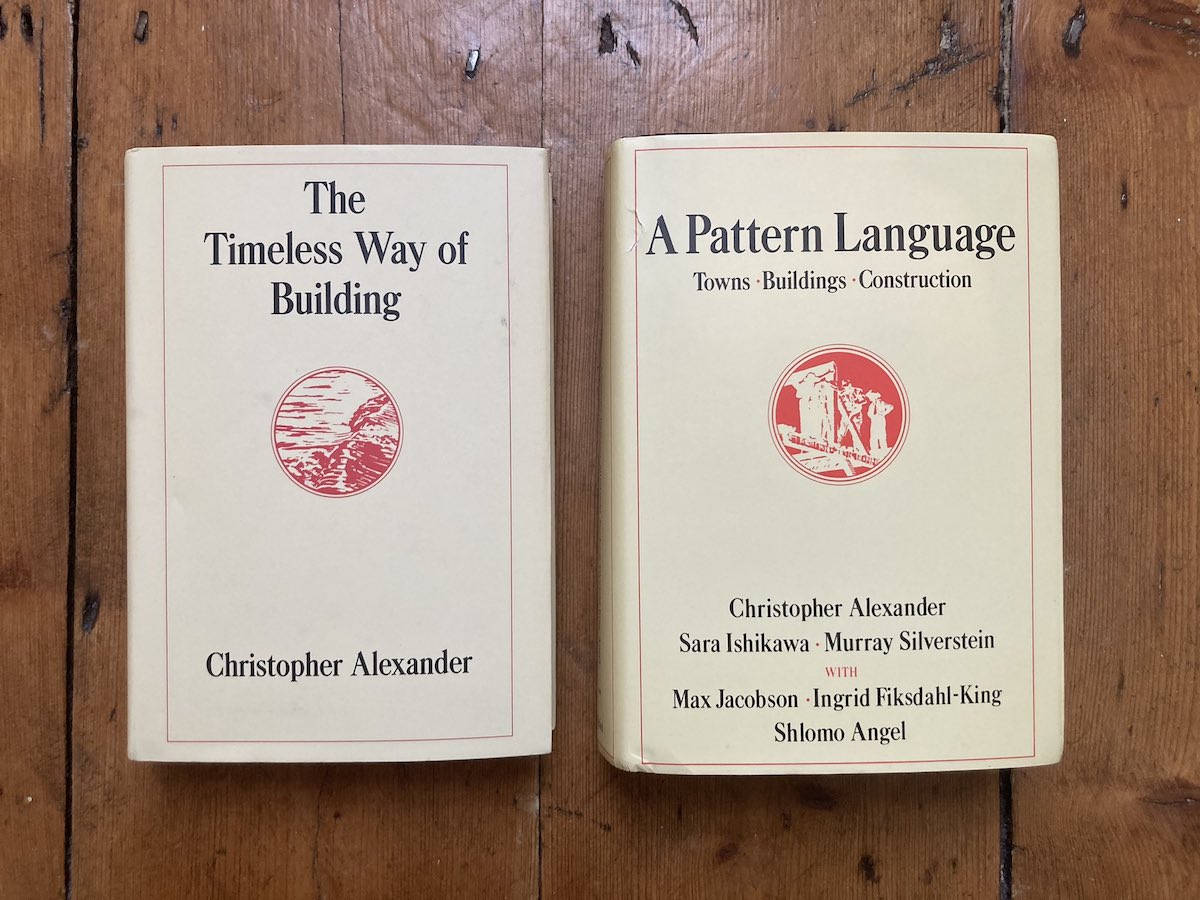 The
Timeless Way of
Building
Christopher Alexander
A Pattern Language
Towns · Buildings · Construction
Christopher Alexander
Sara Ishikawa · Murray Silverstein
WITH
Max Jacobson · Ingrid Fiksdahl-King
Shlomo Angel